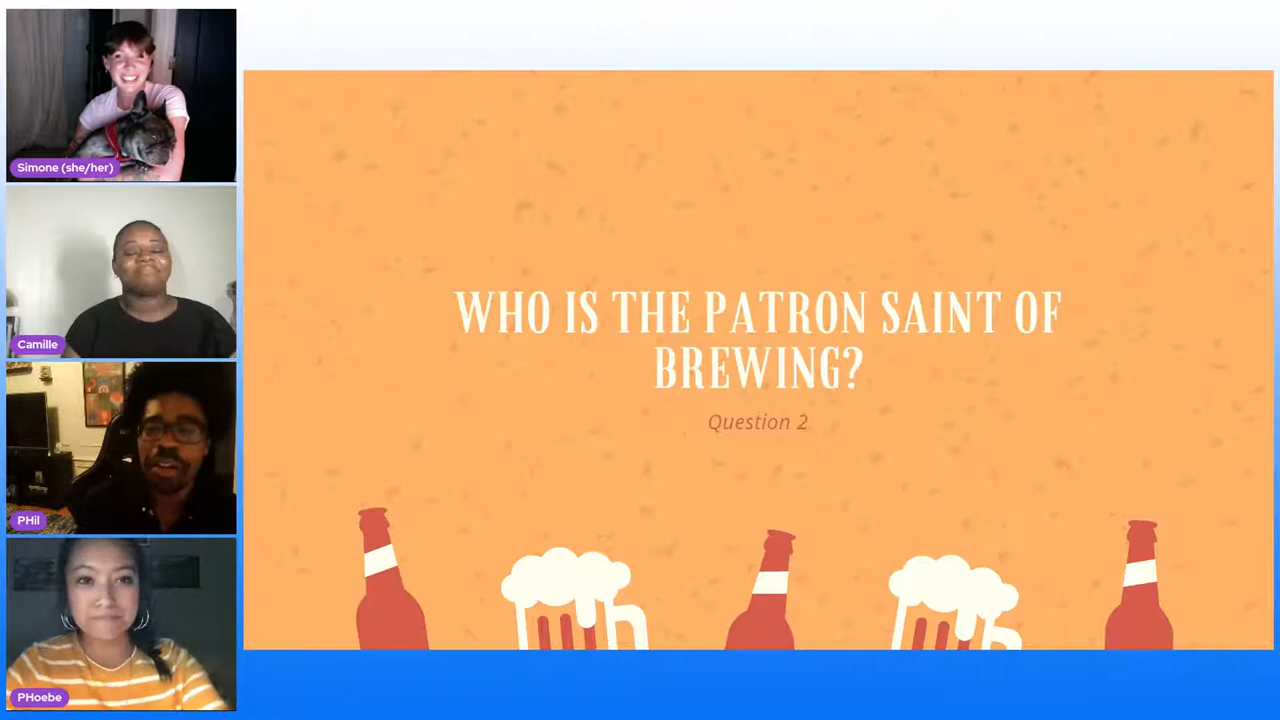 Simone (she/her)
Camille
PHil
PHoebe
WHO IS THE PATRON SAINT OF
BREWING?
Question 2